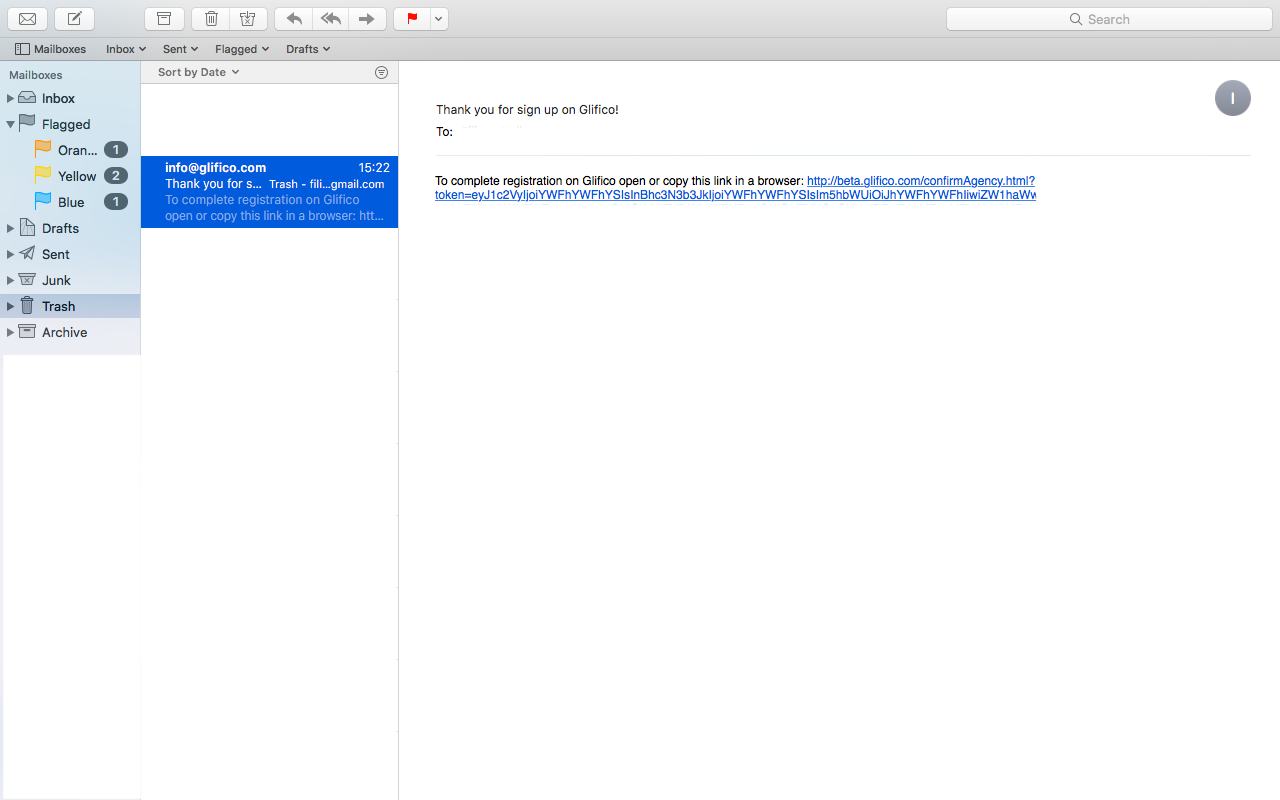 Search
Mailboxes Inbox Sent Flagged Drafts
Mailboxes
Inbox
Flagged
Oran... 1
Yellow 2
Blue 1
Drafts
Sent
Junk
Trash
Archive
Sort by Date
info@glifico.com 15:22
Thank you for s... Trash - fili...gmail.com
To complete registration on Glifico
open or copy this link in a browser: htt...
Thank you for sign up on Glifico!
I
To:
To complete registration on Glifico open or copy this link in a browser: http://beta.glifico.com/confirmAgency.html?